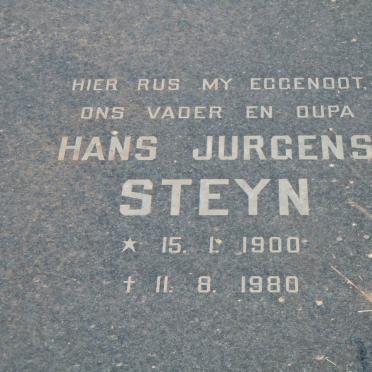 HIER RUS MY EGGENOOT,
ONS VADER EN OUPA
HANS JURGENS
STEYN
★ 15. 1. 1900
† 11. 8. 1980